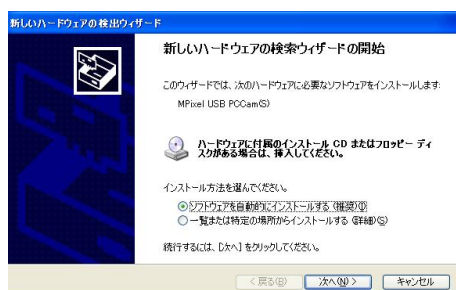 新しいハードウェアの検出ウィザード
新しいハードウェアの検索ウィザードの開始
このウィザードでは、次のハードウェアに必要なソフトウェアをインストールします:
MPixel USB PCCam(S)
ハードウェアに付属のインストール CD またはフロッピー ディ
スクがある場合は、挿入してください。
インストール方法を選んでください。
ソフトウェアを自動的にインストールする (推奨)(I)
一覧または特定の場所からインストールする (詳細)(S)
続行するには、[次へ] をクリックしてください。
< 戻る(B) 次へ(N) > キャンセル